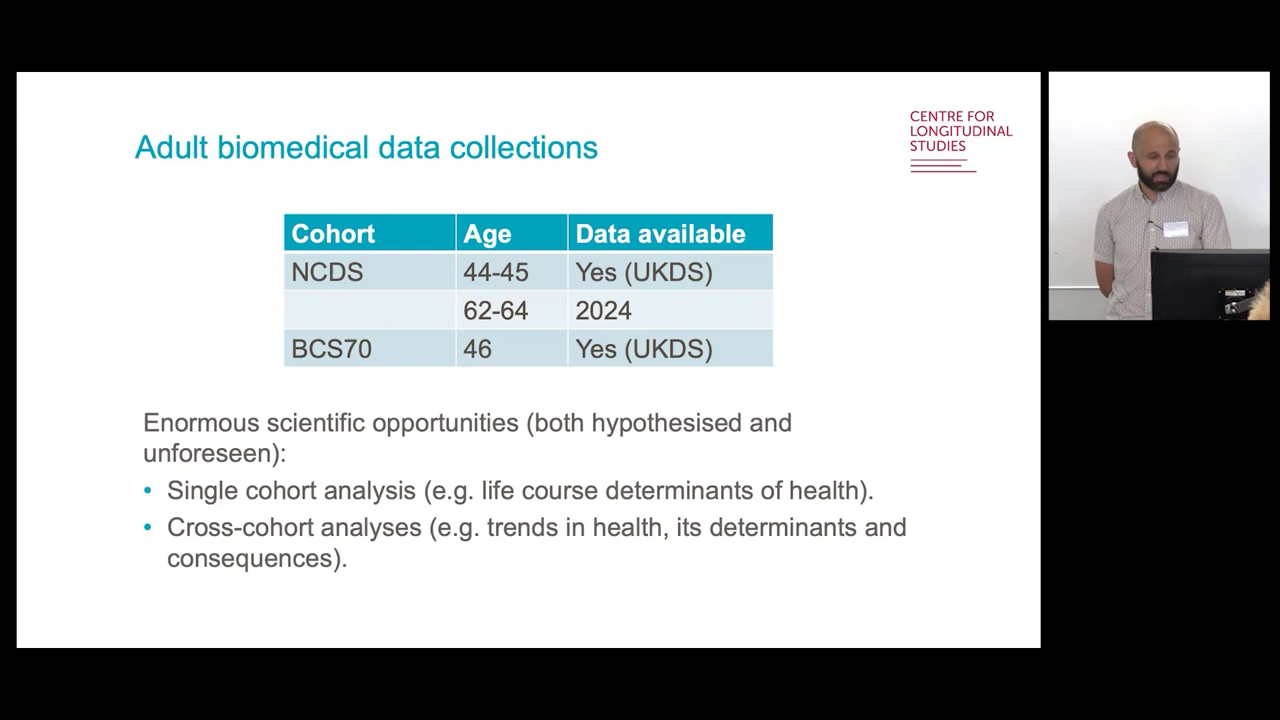 Adult biomedical data collections
CENTRE FOR
LONGITUDINAL
STUDIES
Cohort Age Data available
NCDS 44-45 Yes (UKDS)
62-64 2024
BCS70 46 Yes (UKDS)
Enormous scientific opportunities (both hypothesised and
unforeseen):
• Single cohort analysis (e.g. life course determinants of health).
• Cross-cohort analyses (e.g. trends in health, its determinants and
consequences).